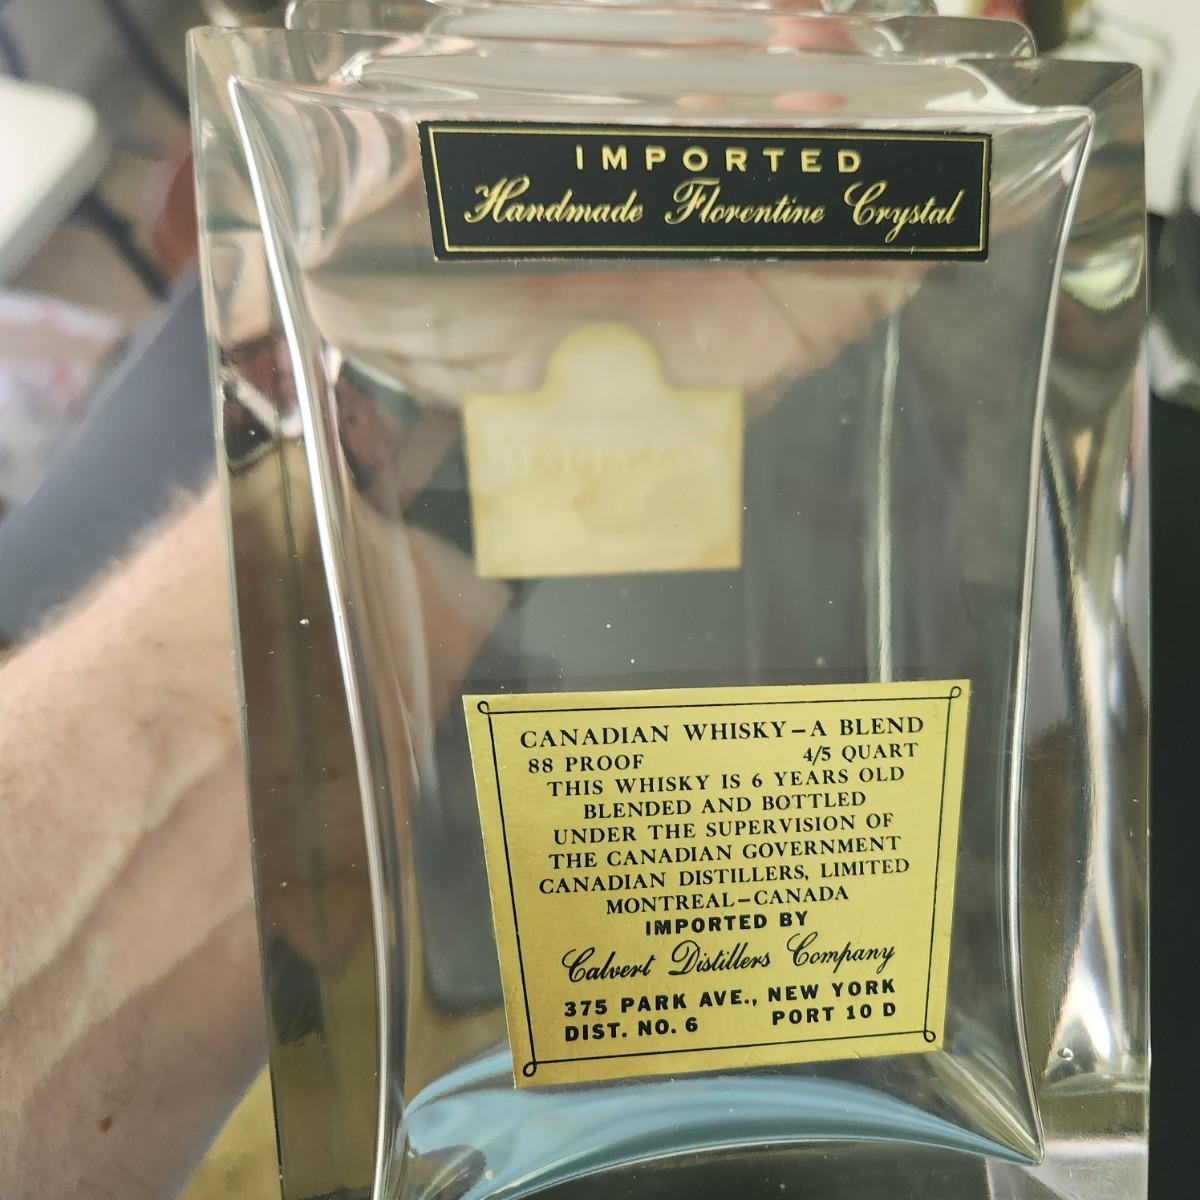 IMPORTED
Handmade Florentine Crystal
CANADIAN WHISKY–A BLEND
88 PROOF 4/5 QUART
THIS WHISKY IS 6 YEARS OLD
BLENDED AND BOTTLED
UNDER THE SUPERVISION OF
THE CANADIAN GOVERNMENT
CANADIAN DISTILLERS, LIMITED
MONTREAL–CANADA
IMPORTED BY
Calvert Distillers Company
375 PARK AVE., NEW YORK
DIST. NO. 6 PORT 10 D